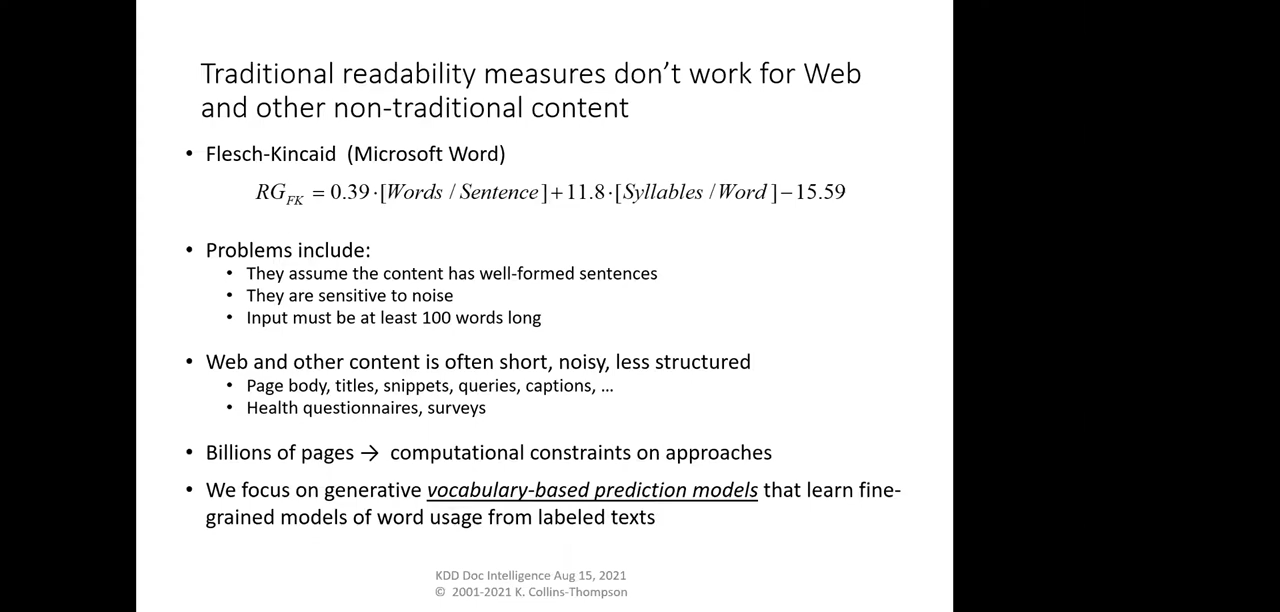 Traditional readability measures don't work for Web
and other non-traditional content
• Flesch-Kincaid (Microsoft Word)
RG_FK = 0.39·[Words / Sentence]+11.8·[Syllables / Word]−15.59
• Problems include:
• They assume the content has well-formed sentences
• They are sensitive to noise
• Input must be at least 100 words long
• Web and other content is often short, noisy, less structured
• Page body, titles, snippets, queries, captions, …
• Health questionnaires, surveys
• Billions of pages → computational constraints on approaches
• We focus on generative vocabulary-based prediction models that learn fine-
grained models of word usage from labeled texts
KDD Doc Intelligence Aug 15, 2021
© 2001-2021 K. Collins-Thompson